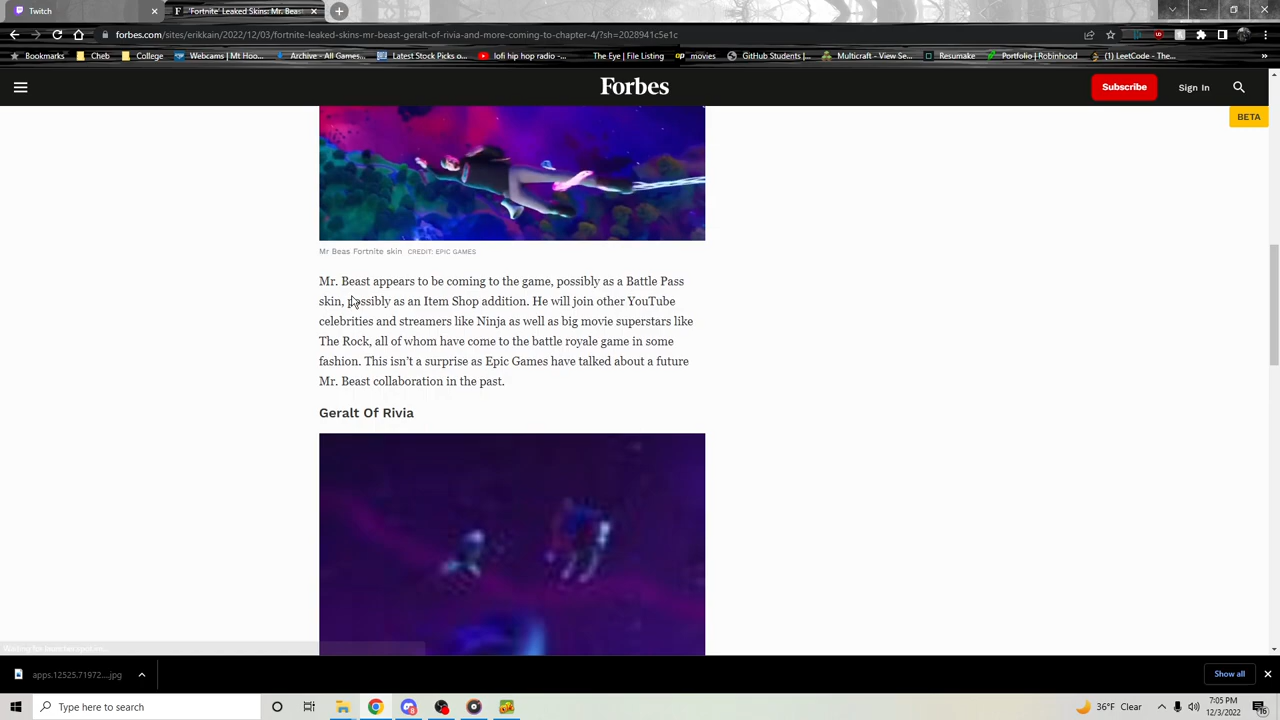 Twitch
'Fortnite' Leaked Skins: Mr. Beas
forbes.com/sites/erikkain/2022/12/03/fortnite-leaked-skins-mr-beast-geralt-of-rivia-and-more-coming-to-chapter-4/?sh=2028941c5e1c
Bookmarks Cheb College Webcams | Mt Hoo... Archive - All Games... Latest Stock Picks o... lofi hip hop radio -... The Eye | File Listing movies GitHub Students |... Multicraft - View Se... Resumake Portfolio | Robinhood LeetCode - The... »
Forbes
Subscribe
Sign In
BETA
Mr Beas Fortnite skin CREDIT: EPIC GAMES
Mr. Beast appears to be coming to the game, possibly as a Battle Pass
skin, possibly as an Item Shop addition. He will join other YouTube
celebrities and streamers like Ninja as well as big movie superstars like
The Rock, all of whom have come to the battle royale game in some
fashion. This isn't a surprise as Epic Games have talked about a future
Mr. Beast collaboration in the past.
Geralt Of Rivia
apps.12525.71972....jpg
Show all
Type here to search
36°F Clear
7:05 PM
12/3/2022
16